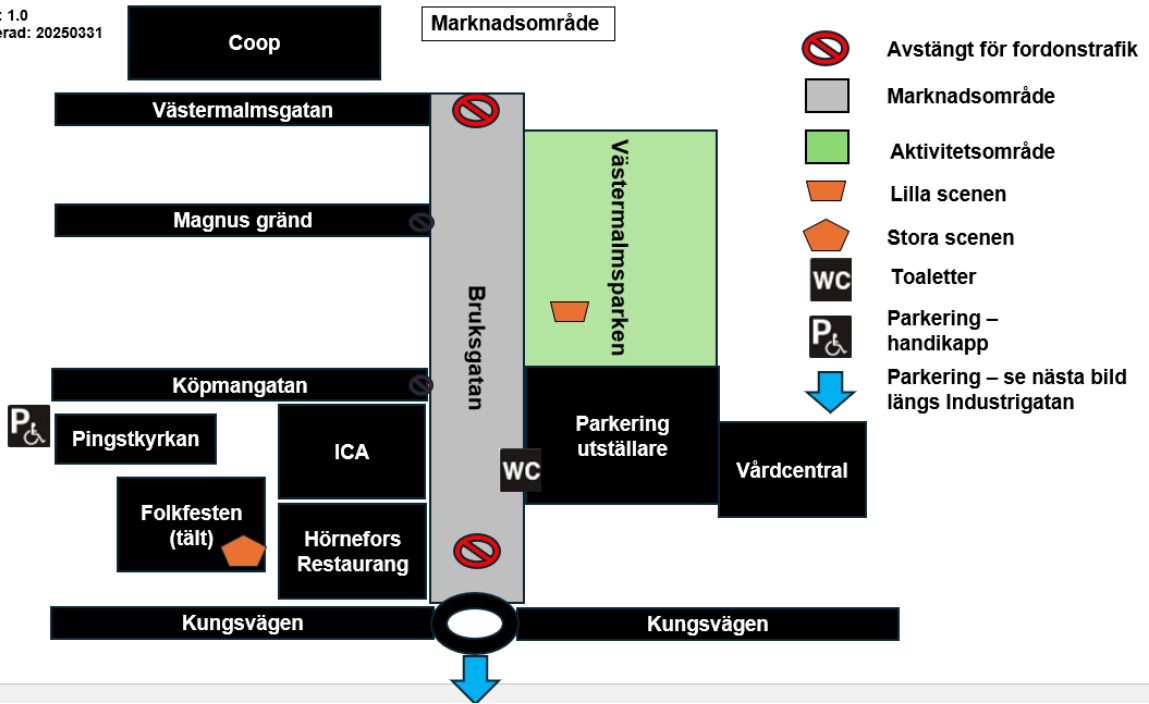 : 1.0
erad: 20250331
Coop
Marknadsområde
Avstängt för fordonstrafik
Marknadsområde
Västermalmsgatan
Västermalmsparken
Aktivitetsområde
Lilla scenen
Magnus gränd
Stora scenen
WC
Toaletter
Bruksgatan
P
Parkering –
handikapp
Parkering – se nästa bild
längs Industrigatan
Köpmangatan
P
Pingstkyrkan
ICA
Parkering
utställare
WC
Vårdcentral
Folkfesten
(tält)
Hörnefors
Restaurang
Kungsvägen
Kungsvägen